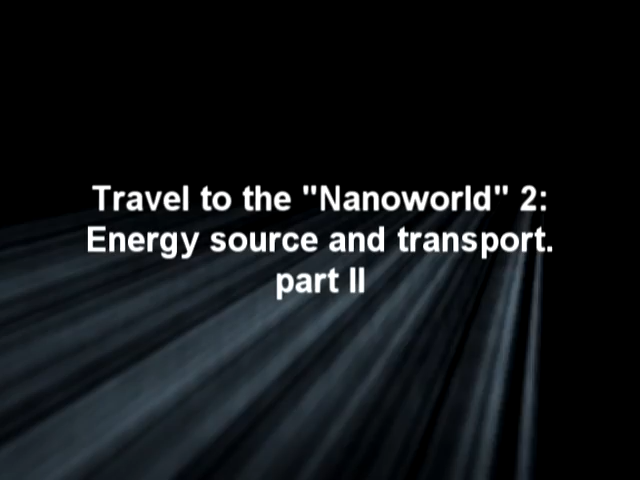 Travel to the "Nanoworld" 2:
Energy source and transport.
part II